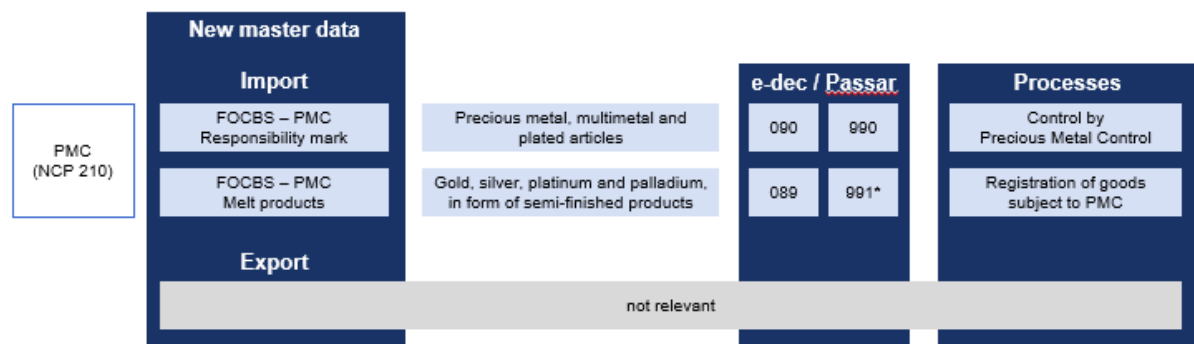 New master data
Import
e-dec / Passar
Processes
PMC
(NCP 210)
FOCBS – PMC
Responsibility mark
Precious metal, multimetal and
plated articles
090
990
Control by
Precious Metal Control
FOCBS – PMC
Melt products
Gold, silver, platinum and palladium,
in form of semi-finished products
089
991*
Registration of goods
subject to PMC
Export
not relevant